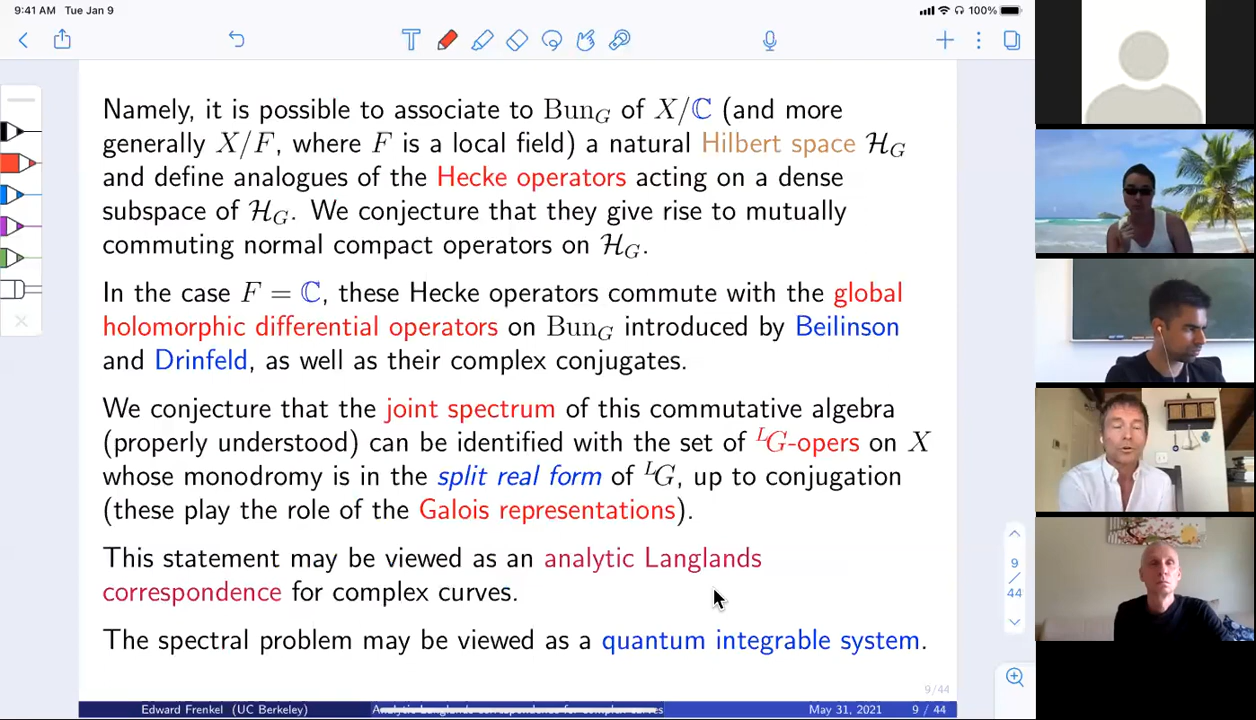 9:41 AM Tue Jan 9
100%
Namely, it is possible to associate to Bun_G of X/ℂ (and more
generally X/F, where F is a local field) a natural Hilbert space ℋ_G
and define analogues of the Hecke operators acting on a dense
subspace of ℋ_G. We conjecture that they give rise to mutually
commuting normal compact operators on ℋ_G.
In the case F = ℂ, these Hecke operators commute with the global
holomorphic differential operators on Bun_G introduced by Beilinson
and Drinfeld, as well as their complex conjugates.
We conjecture that the joint spectrum of this commutative algebra
(properly understood) can be identified with the set of ᴸG-opers on X
whose monodromy is in the split real form of ᴸG, up to conjugation
(these play the role of the Galois representations).
This statement may be viewed as an analytic Langlands
correspondence for complex curves.
The spectral problem may be viewed as a quantum integrable system.
9
/
44
9/44
Edward Frenkel (UC Berkeley) Analytic Langlands correspondence for complex curves May 31, 2021 9 / 44